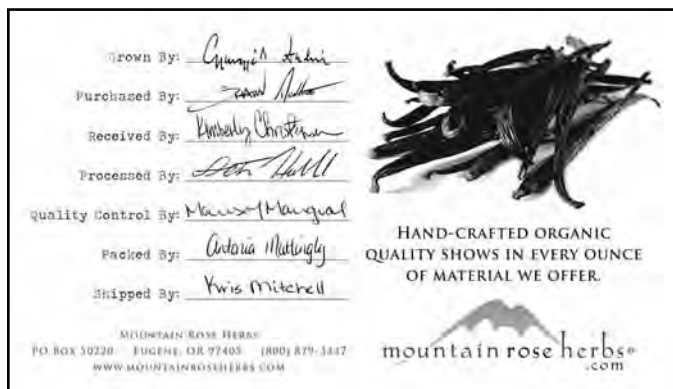 Grown By:
Purchased By:
Received By: Kimberly Christensen
Processed By:
Quality Control By:
Packed By: Antonia Mattingly
Shipped By: Kris Mitchell
MOUNTAIN ROSE HERBS
PO BOX 50220 EUGENE, OR 97405 (800) 879-3337
WWW.MOUNTAINROSEHERBS.COM
HAND-CRAFTED ORGANIC
QUALITY SHOWS IN EVERY OUNCE
OF MATERIAL WE OFFER.
mountain rose herbs®
.com